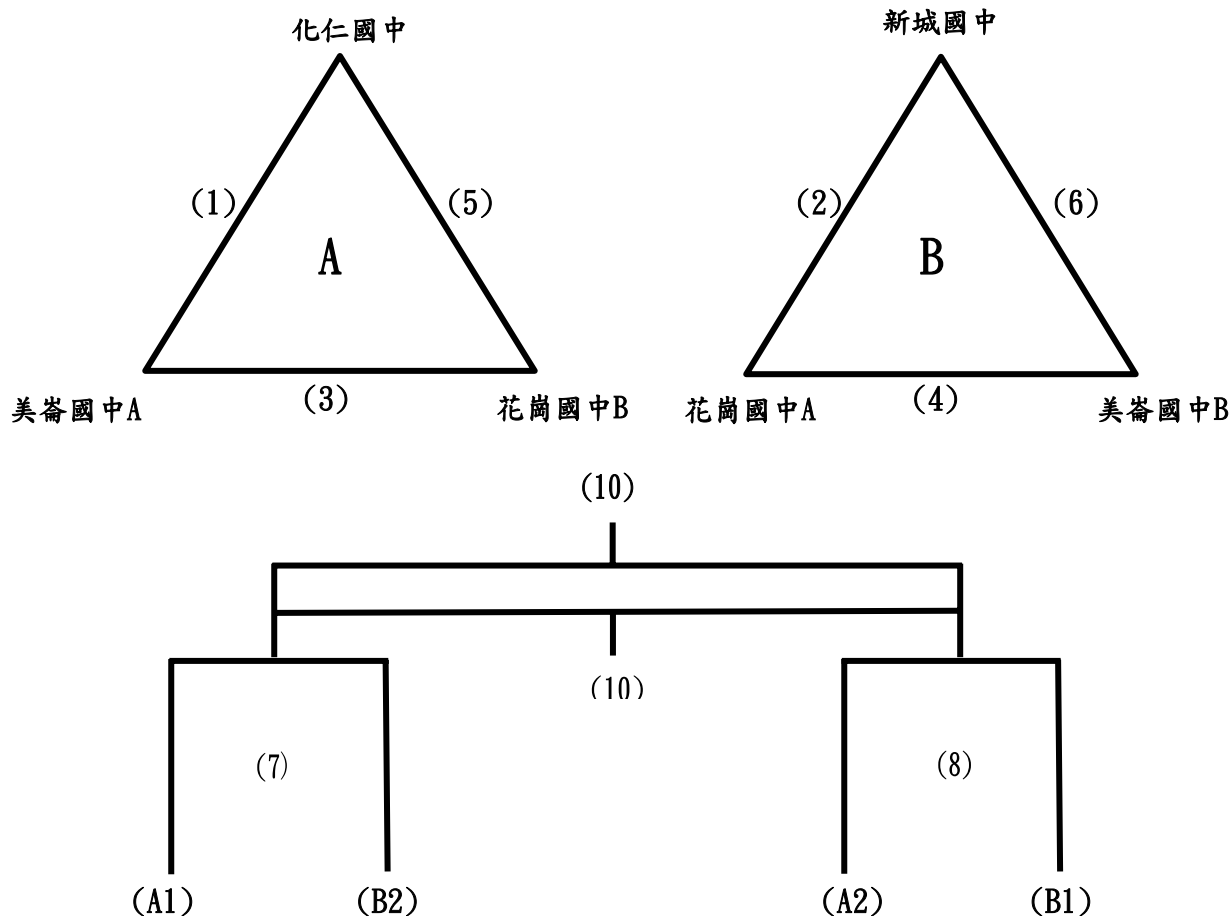 化仁國中
新城國中
(1)
(5)
(2)
(6)
A
B
美崙國中A
(3)
花崗國中B
花崗國中A
(4)
美崙國中B
(10)
(10)
(7)
(8)
(A1)
(B2)
(A2)
(B1)